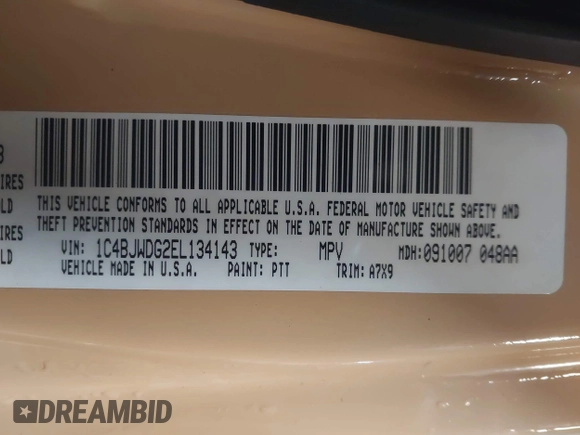 THIS VEHICLE CONFORMS TO ALL APPLICABLE U.S.A. FEDERAL MOTOR VEHICLE SAFETY AND
THEFT PREVENTION STANDARDS IN EFFECT ON THE DATE OF MANUFACTURE SHOWN ABOVE.
VIN: 1C4BJWDG2EL134143 TYPE: MPV MDH:091007 048AA
VEHICLE MADE IN U.S.A. PAINT: PTT TRIM: A7X9
DREAMBID